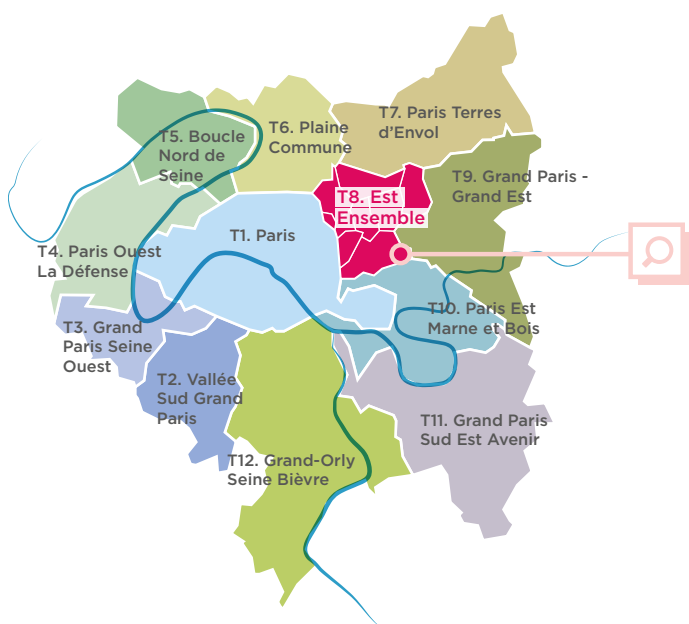 T7. Paris Terres
d'Envol
T6. Plaine
Commune
T5. Boucle
Nord de
Seine
T9. Grand Paris -
Grand Est
T8. Est
Ensemble
T1. Paris
T4. Paris Ouest
La Défense
T10. Paris Est
Marne et Bois
T3. Grand
Paris Seine
Ouest
T2. Vallée
Sud Grand
Paris
T11. Grand Paris
Sud Est Avenir
T12. Grand-Orly
Seine Bièvre